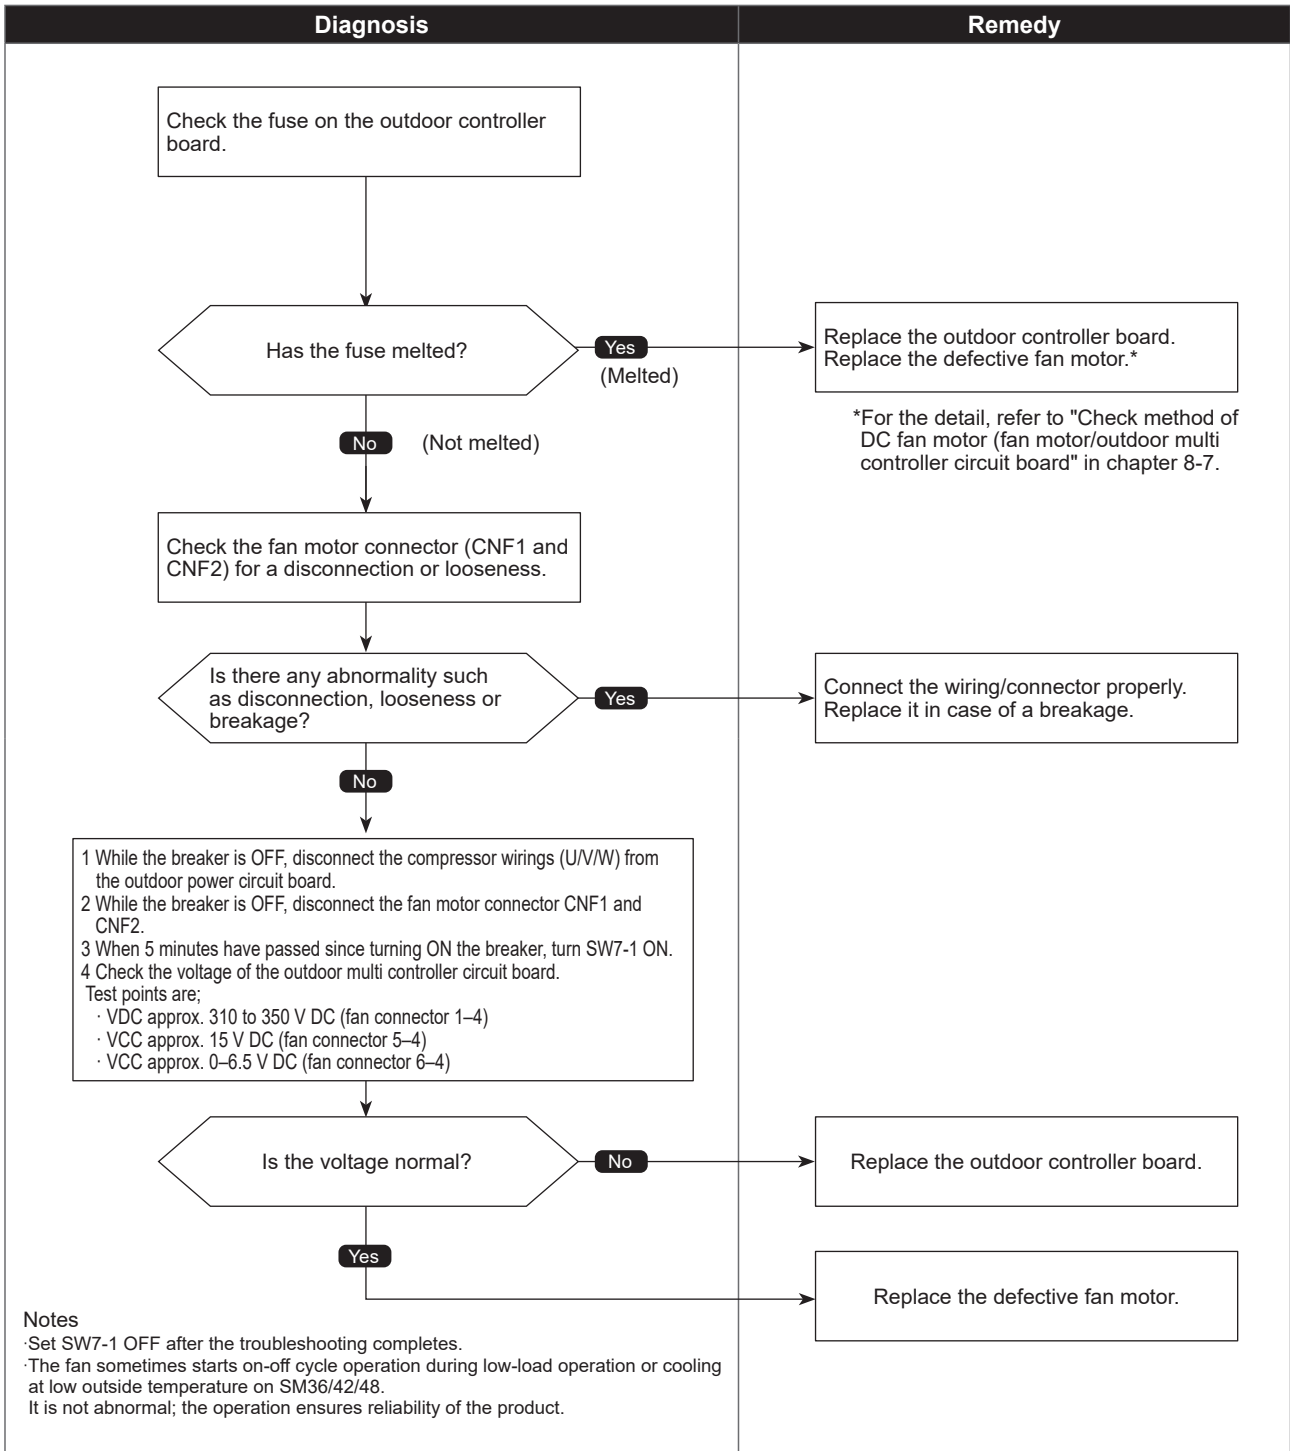 Diagnosis
Remedy
Check the fuse on the outdoor controller
board.
Has the fuse melted?
Yes
(Melted)
Replace the outdoor controller board.
Replace the defective fan motor.*
*For the detail, refer to "Check method of
DC fan motor (fan motor/outdoor multi
controller circuit board" in chapter 8-7.
No
(Not melted)
Check the fan motor connector (CNF1 and
CNF2) for a disconnection or looseness.
Is there any abnormality such
as disconnection, looseness or
breakage?
Yes
Connect the wiring/connector properly.
Replace it in case of a breakage.
No
1 While the breaker is OFF, disconnect the compressor wirings (U/V/W) from
the outdoor power circuit board.
2 While the breaker is OFF, disconnect the fan motor connector CNF1 and
CNF2.
3 When 5 minutes have passed since turning ON the breaker, turn SW7-1 ON.
4 Check the voltage of the outdoor multi controller circuit board.
Test points are;
· VDC approx. 310 to 350 V DC (fan connector 1–4)
· VCC approx. 15 V DC (fan connector 5–4)
· VCC approx. 0–6.5 V DC (fan connector 6–4)
Is the voltage normal?
No
Replace the outdoor controller board.
Yes
Replace the defective fan motor.
Notes
·Set SW7-1 OFF after the troubleshooting completes.
·The fan sometimes starts on-off cycle operation during low-load operation or cooling
at low outside temperature on SM36/42/48.
It is not abnormal; the operation ensures reliability of the product.